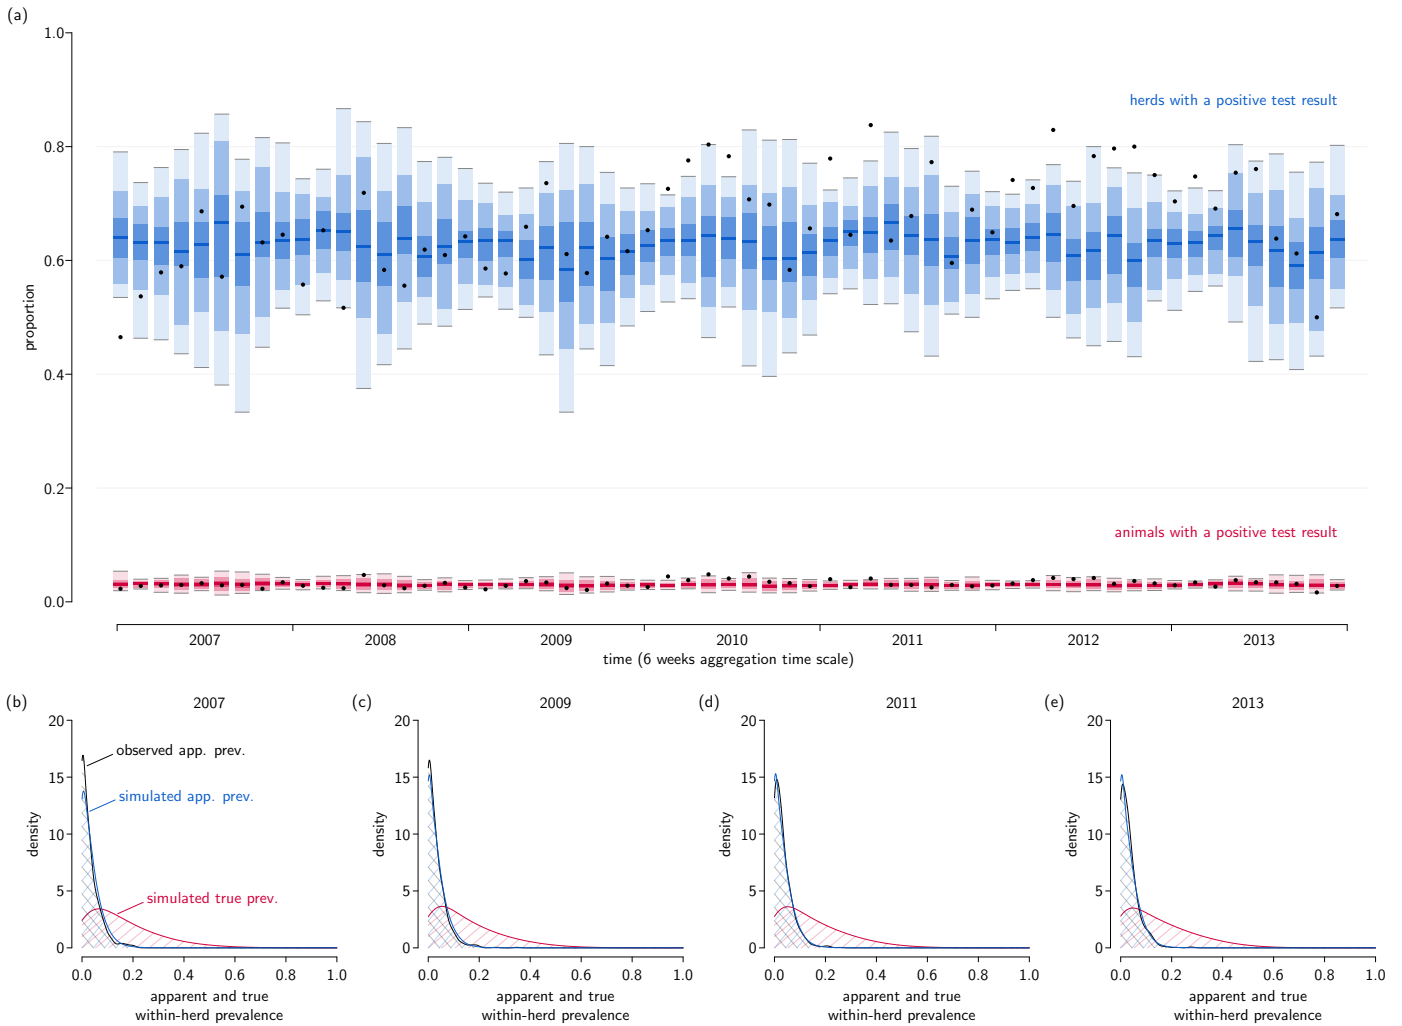 (a)
1.0
0.8
0.6
0.4
0.2
0.0
proportion
herds with a positive test result
animals with a positive test result
2007 2008 2009 2010 2011 2012 2013
time (6 weeks aggregation time scale)
(b) 2007
20
15
10
5
0
density
observed app. prev.
simulated app. prev.
simulated true prev.
0.0 0.2 0.4 0.6 0.8 1.0
apparent and true
within-herd prevalence
(c) 2009
20
15
10
5
0
density
0.0 0.2 0.4 0.6 0.8 1.0
apparent and true
within-herd prevalence
(d) 2011
20
15
10
5
0
density
0.0 0.2 0.4 0.6 0.8 1.0
apparent and true
within-herd prevalence
(e) 2013
20
15
10
5
0
density
0.0 0.2 0.4 0.6 0.8 1.0
apparent and true
within-herd prevalence